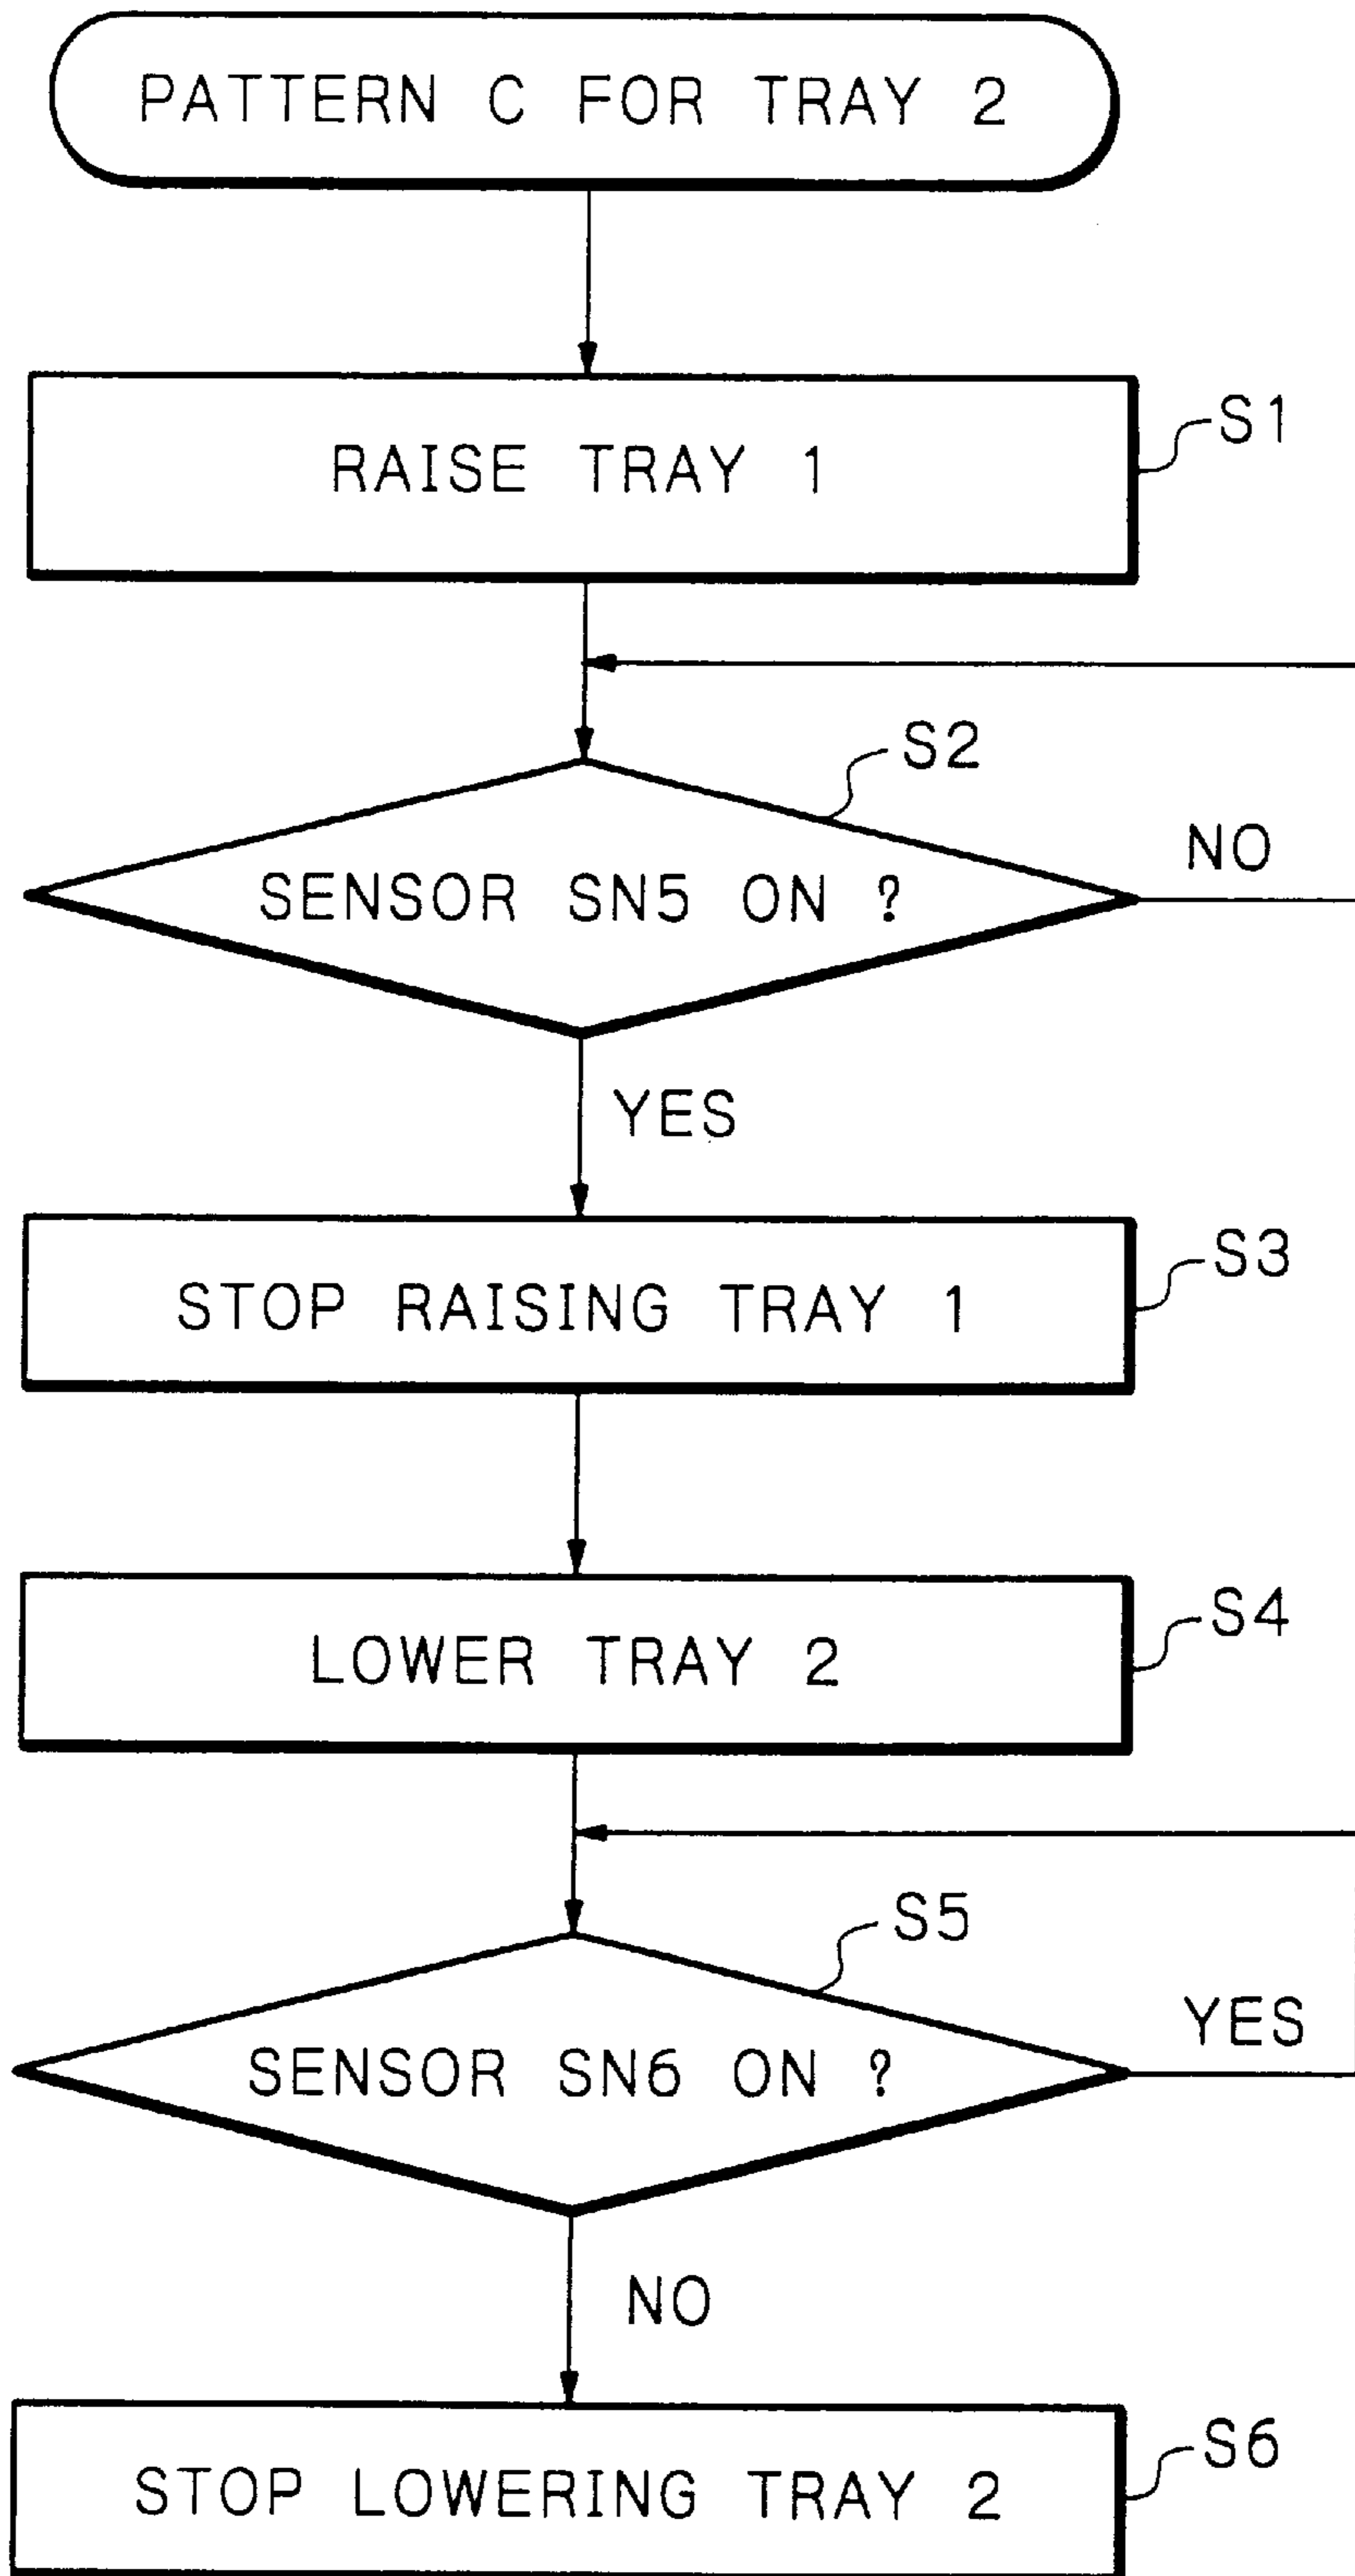 PATTERN C FOR TRAY 2
RAISE TRAY 1
S1
S2
SENSOR SN5 ON ?
NO
YES
STOP RAISING TRAY 1
S3
LOWER TRAY 2
S4
S5
SENSOR SN6 ON ?
YES
NO
STOP LOWERING TRAY 2
S6